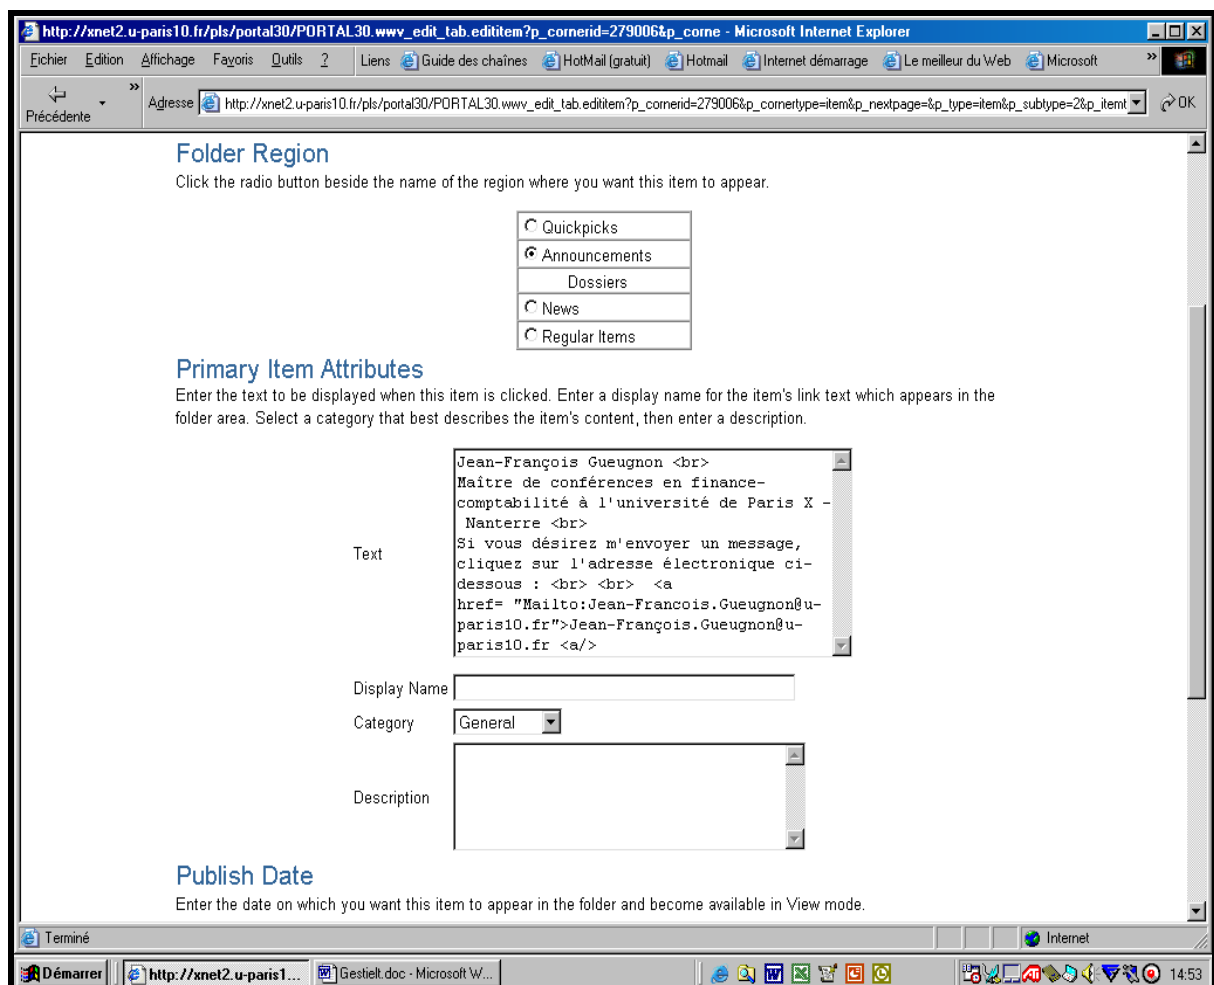 http://xnet2.u-paris10.fr/pls/portal30/PORTAL30.wwv_edit_tab.edititem?p_cornerid=279006&p_corne - Microsoft Internet Explorer
Fichier Edition Affichage Favoris Outils ? Liens Guide des chaînes HotMail (gratuit) Hotmail Internet démarrage Le meilleur du Web Microsoft »
Précédente » Adresse http://xnet2.u-paris10.fr/pls/portal30/PORTAL30.wwv_edit_tab.edititem?p_cornerid=279006&p_cornertype=item&p_nextpage=&p_type=item&p_subtype=2&p_itemt OK
Folder Region
Click the radio button beside the name of the region where you want this item to appear.
Quickpicks
Announcements
Dossiers
News
Regular Items
Primary Item Attributes
Enter the text to be displayed when this item is clicked. Enter a display name for the item's link text which appears in the
folder area. Select a category that best describes the item's content, then enter a description.
Text
Jean-François Gueugnon <br>
Maître de conférences en finance-
comptabilité à l'université de Paris X -
Nanterre <br>
Si vous désirez m'envoyer un message,
cliquez sur l'adresse électronique ci-
dessous : <br> <br> <a
href= "Mailto:Jean-Francois.Gueugnon@u-
paris10.fr">Jean-François.Gueugnon@u-
paris10.fr <a/>
Display Name
Category General
Description
Publish Date
Enter the date on which you want this item to appear in the folder and become available in View mode.
Terminé Internet
Démarrer http://xnet2.u-paris1... Gestielt.doc - Microsoft W... 14:53